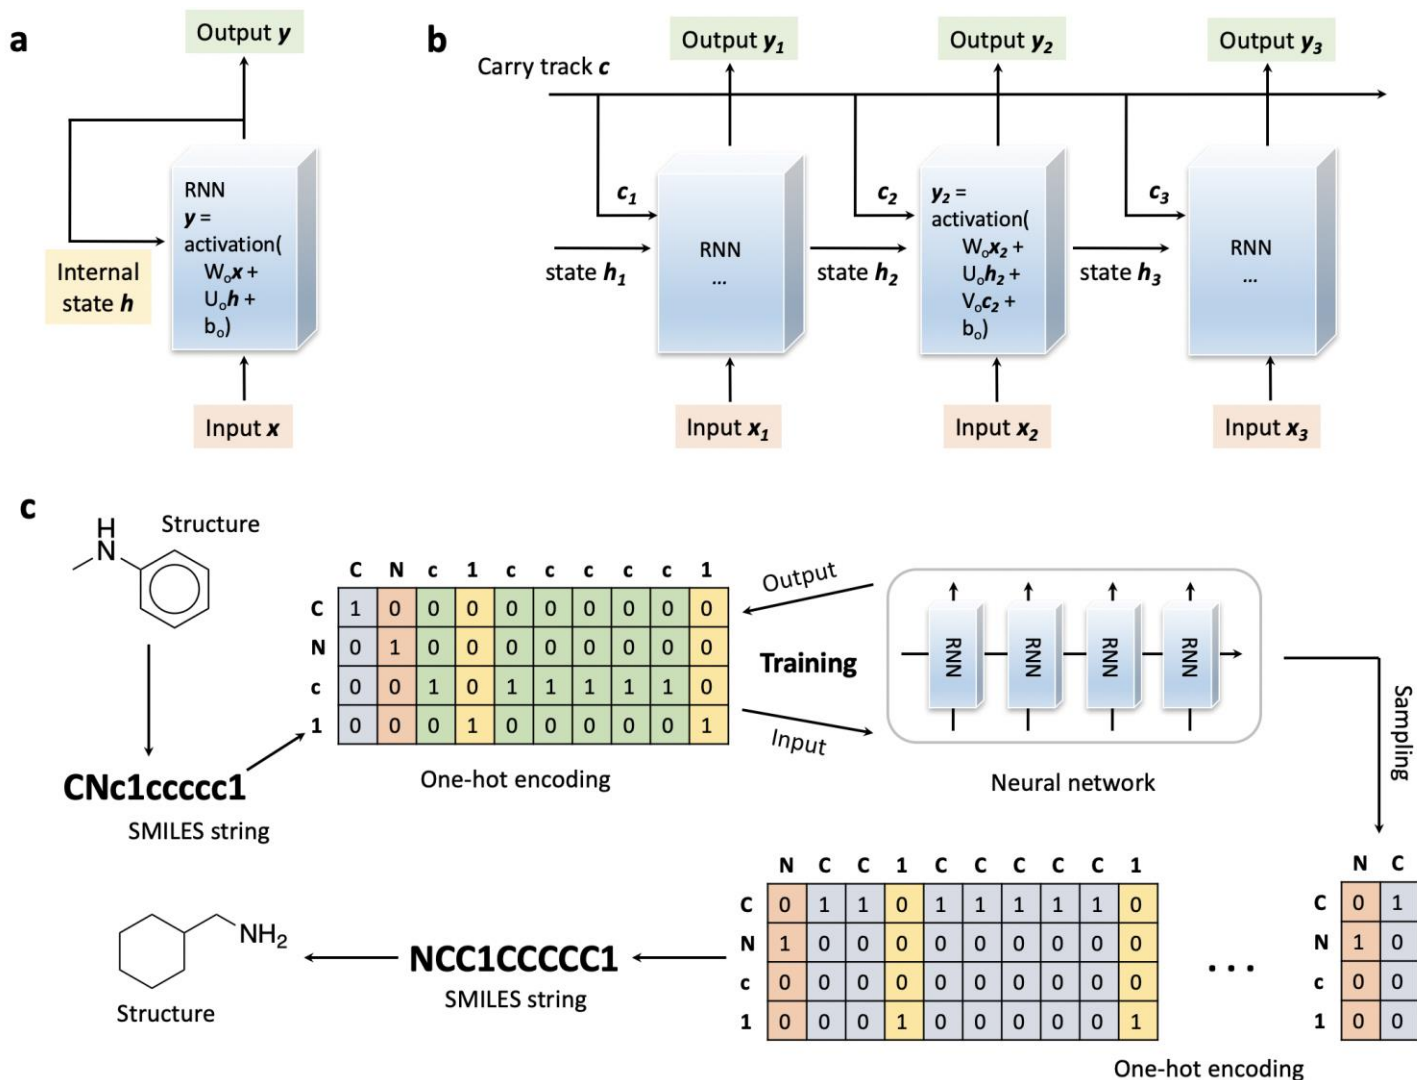 a
Output y
RNN
y =
activation(
Wₒx +
Uₒh +
bₒ)
Internal
state h
Input x
b
Output y₁
Output y₂
Output y₃
Carry track c
c₁
c₂
c₃
RNN
...
y₂ =
activation(
Wₒx₂ +
Uₒh₂ +
Vₒc₂ +
bₒ)
RNN
...
state h₁
state h₂
state h₃
Input x₁
Input x₂
Input x₃
c
H
N
Structure
CNc1ccccc1
SMILES string
C N c 1 c c c c c 1
C 1 0 0 0 0 0 0 0 0 0
N 0 1 0 0 0 0 0 0 0 0
c 0 0 1 0 1 1 1 1 1 0
1 0 0 0 1 0 0 0 0 0 1
One-hot encoding
Output
Training
Input
RNN RNN RNN RNN
Neural network
Sampling
N C
C 0 1
N 1 0
c 0 0
1 0 0
...
N C C 1 C C C C C 1
C 0 1 1 0 1 1 1 1 1 0
N 1 0 0 0 0 0 0 0 0 0
c 0 0 0 0 0 0 0 0 0 0
1 0 0 0 1 0 0 0 0 0 1
One-hot encoding
NCC1CCCCC1
SMILES string
NH₂
Structure